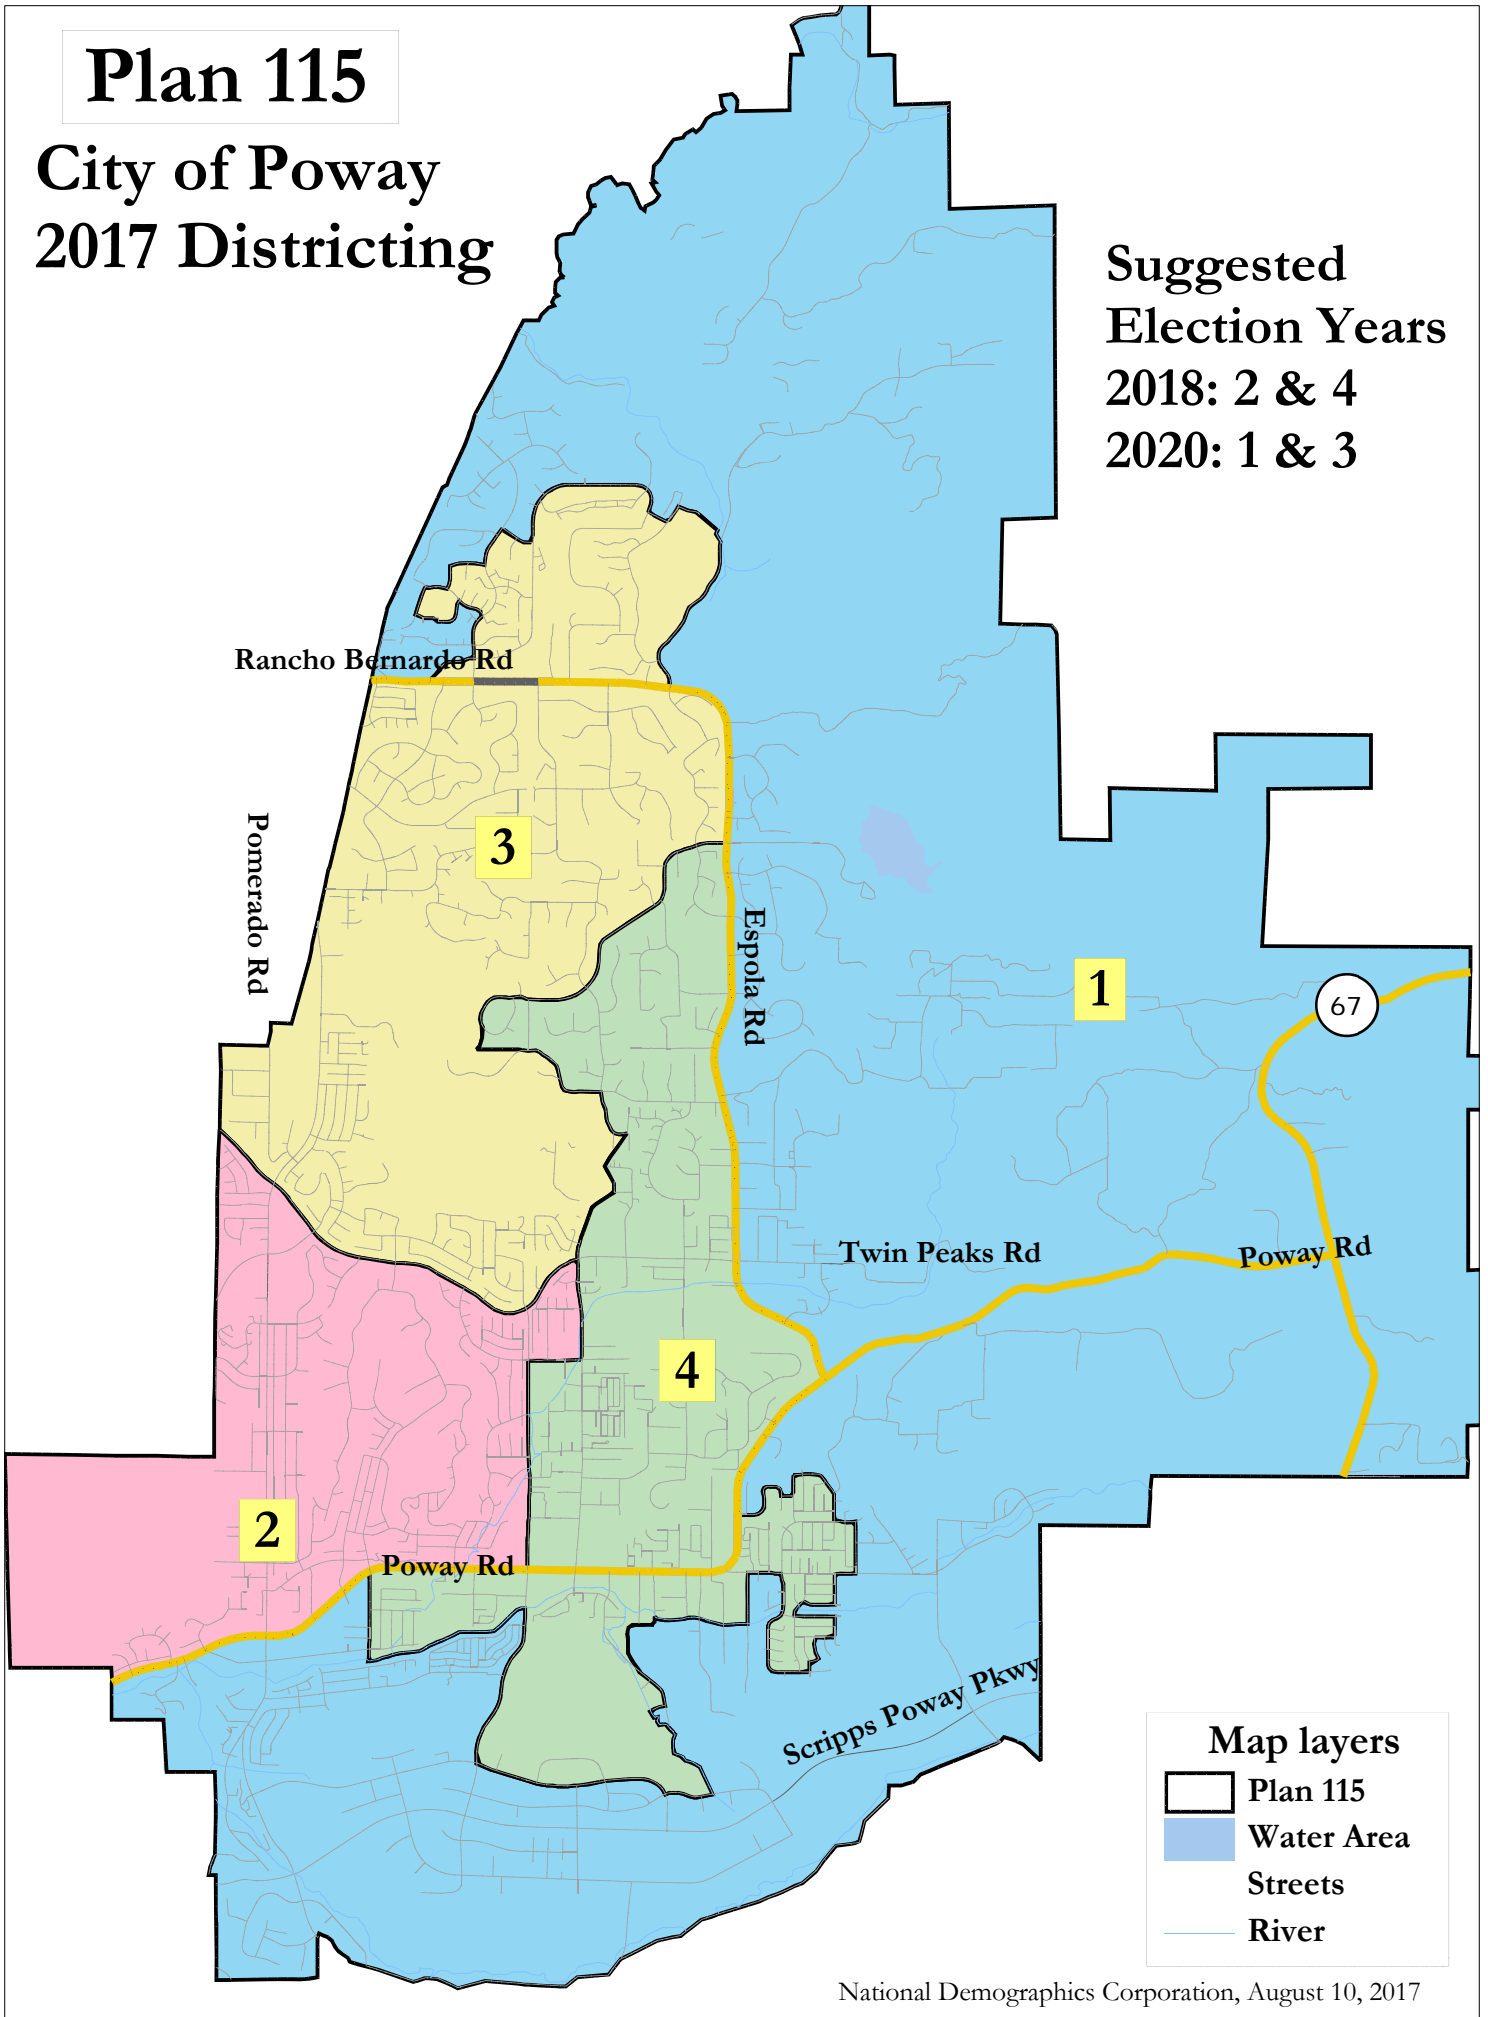 Plan 115
City of Poway
2017 Districting
Suggested
Election Years
2018: 2 & 4
2020: 1 & 3
Rancho Bernardo Rd
Pomerado Rd
3
Espola Rd
1
67
Twin Peaks Rd
Poway Rd
4
2
Poway Rd
Scripps Poway Pkwy
Map layers
Plan 115
Water Area
Streets
River
National Demographics Corporation, August 10, 2017